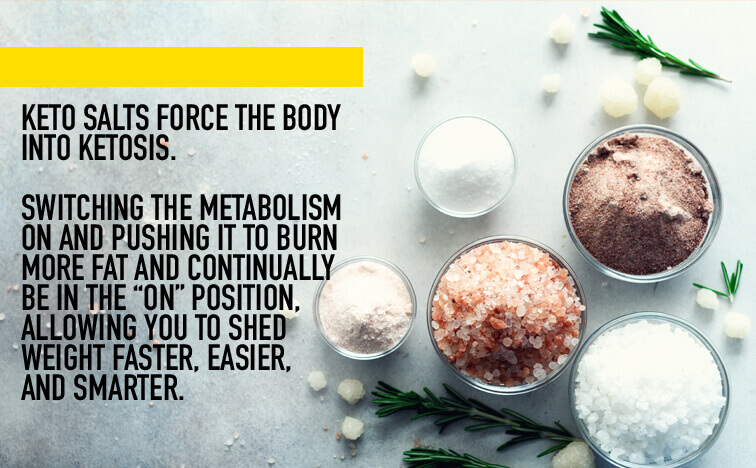 KETO SALTS FORCE THE BODY
INTO KETOSIS.
SWITCHING THE METABOLISM
ON AND PUSHING IT TO BURN
MORE FAT AND CONTINUALLY
BE IN THE “ON” POSITION,
ALLOWING YOU TO SHED
WEIGHT FASTER, EASIER,
AND SMARTER.